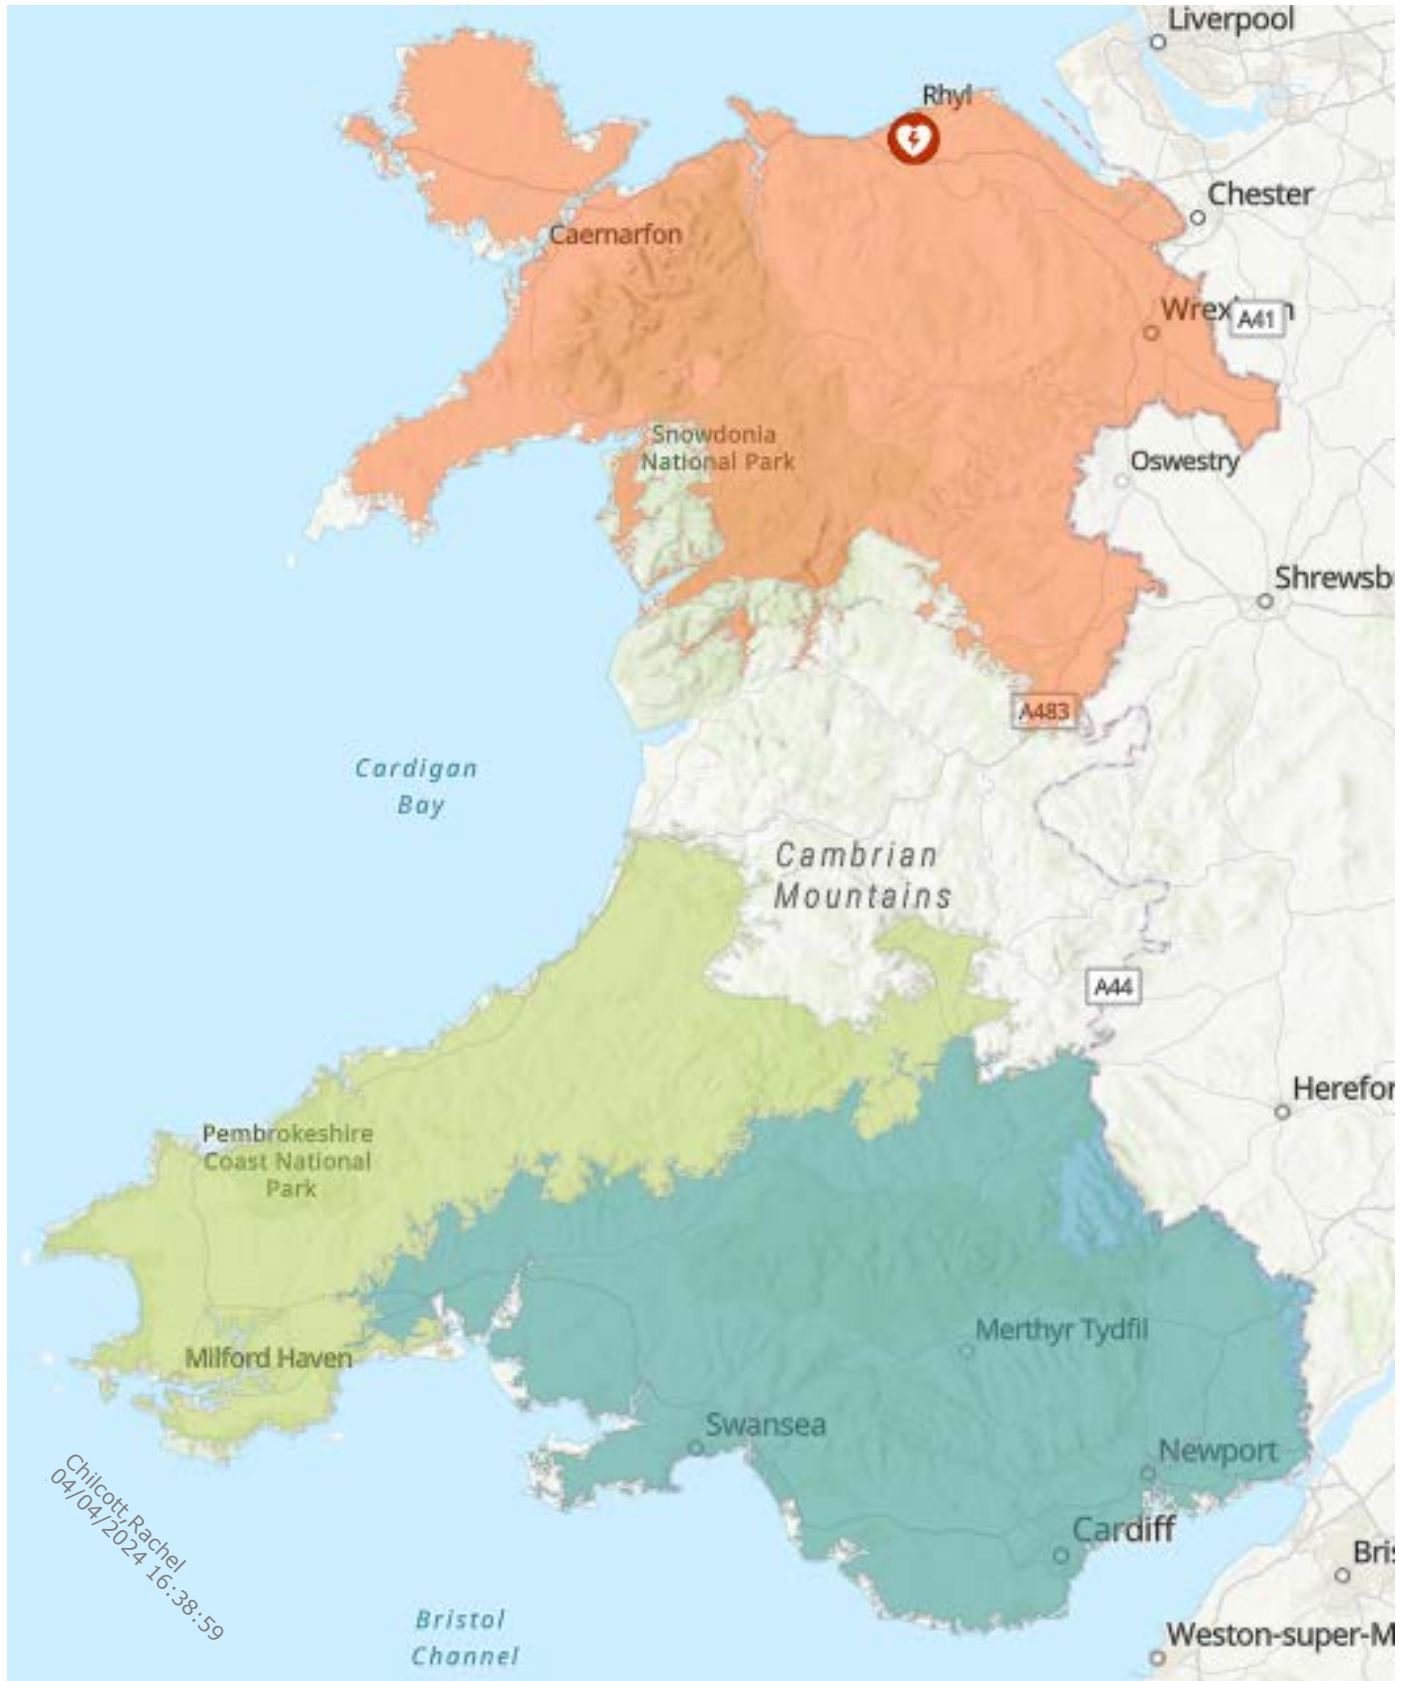 Liverpool
Rhyl
Chester
Caernarfon
A41
Snowdonia
National Park
Oswestry
Shrewsb
A483
Cardigan
Bay
Cambrian
Mountains
A44
Herefor
Pembrokeshire
Coast National
Park
Merthyr Tydfil
Milford Haven
Swansea
Newport
Cardiff
Chilcott,Rachel
04/04/2024 16:38:59
Bris
Bristol
Channel
Weston-super-M